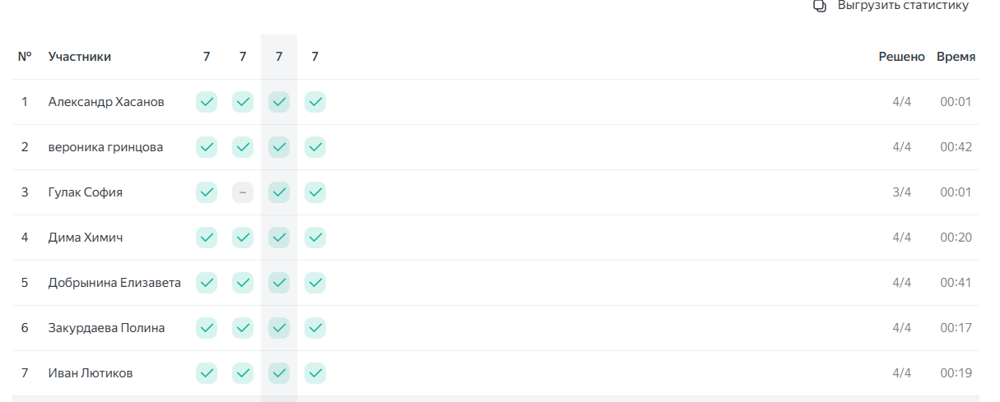 Выгрузить статистику
№ Участники 7 7 7 7 Решено Время
1 Александр Хасанов 4/4 00:01
2 вероника гринцова 4/4 00:42
3 Гулак София – 3/4 00:01
4 Дима Химич 4/4 00:20
5 Добрынина Елизавета 4/4 00:41
6 Закурдаева Полина 4/4 00:17
7 Иван Лютиков 4/4 00:19